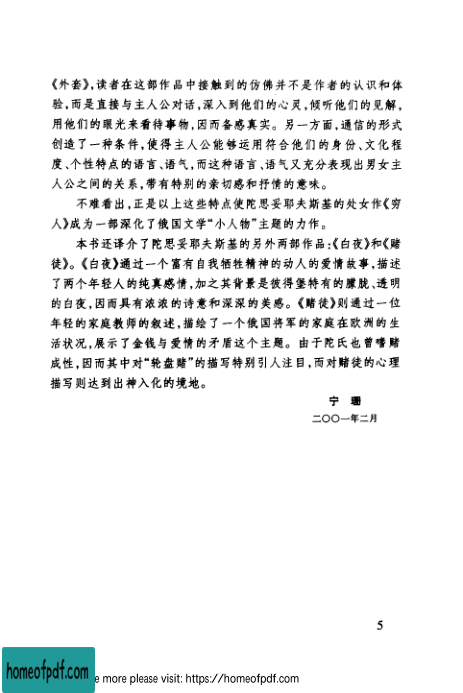 《外套》，读者在这部作品中接触到的仿佛并不是作者的认识和体
验，而是直接与主人公对话，深入到他们的心灵，倾听他们的见解，
用他们的眼光来看待事物，因而备感真实。另一方面，通信的形式
创造了一种条件，使得主人公能够运用符合他们的身份、文化程
度、个性特点的语言、语气，而这种语言、语气又充分表现出男女主
人公之间的关系，带有特别的亲切感和抒情的意味。
不难看出，正是以上这些特点使陀思妥耶夫斯基的处女作《穷
人》成为一部深化了俄国文学“小人物”主题的力作。
本书还译介了陀思妥耶夫斯基的另外两部作品：《白夜》和《赌
徒》。《白夜》通过一个富有自我牺牲精神的动人的爱情故事，描述
了两个年轻人的纯真感情，加之其背景是彼得堡特有的朦胧、透明
的白夜，因而具有浓浓的诗意和深深的美感。《赌徒》则通过一位
年轻的家庭教师的叙述，描绘了一个俄国将军的家庭在欧洲的生
活状况，展示了金钱与爱情的矛盾这个主题。由于陀氏也曾嗜赌
成性，因而其中对“轮盘赌”的描写特别引人注目，而对赌徒的心理
描写则达到出神入化的境地。
宁 珊
二〇〇一年二月
5
homeofpdf.com
e more please visit: https://homeofpdf.com